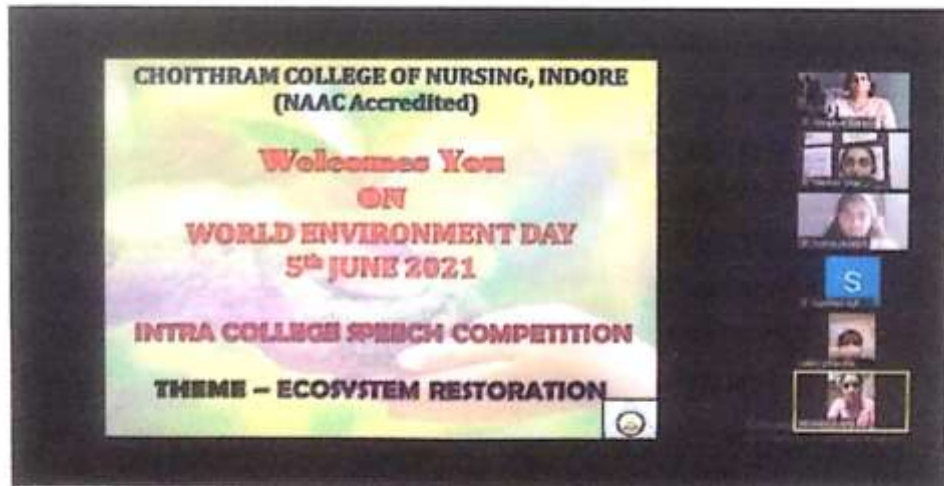 CHOITHRAM COLLEGE OF NURSING, INDORE
(NAAC Accredited)
Welcomes You
ON
WORLD ENVIRONMENT DAY
5th JUNE 2021
INTRA COLLEGE SPEECH COMPETITION
THEME – ECOSYSTEM RESTORATION
S